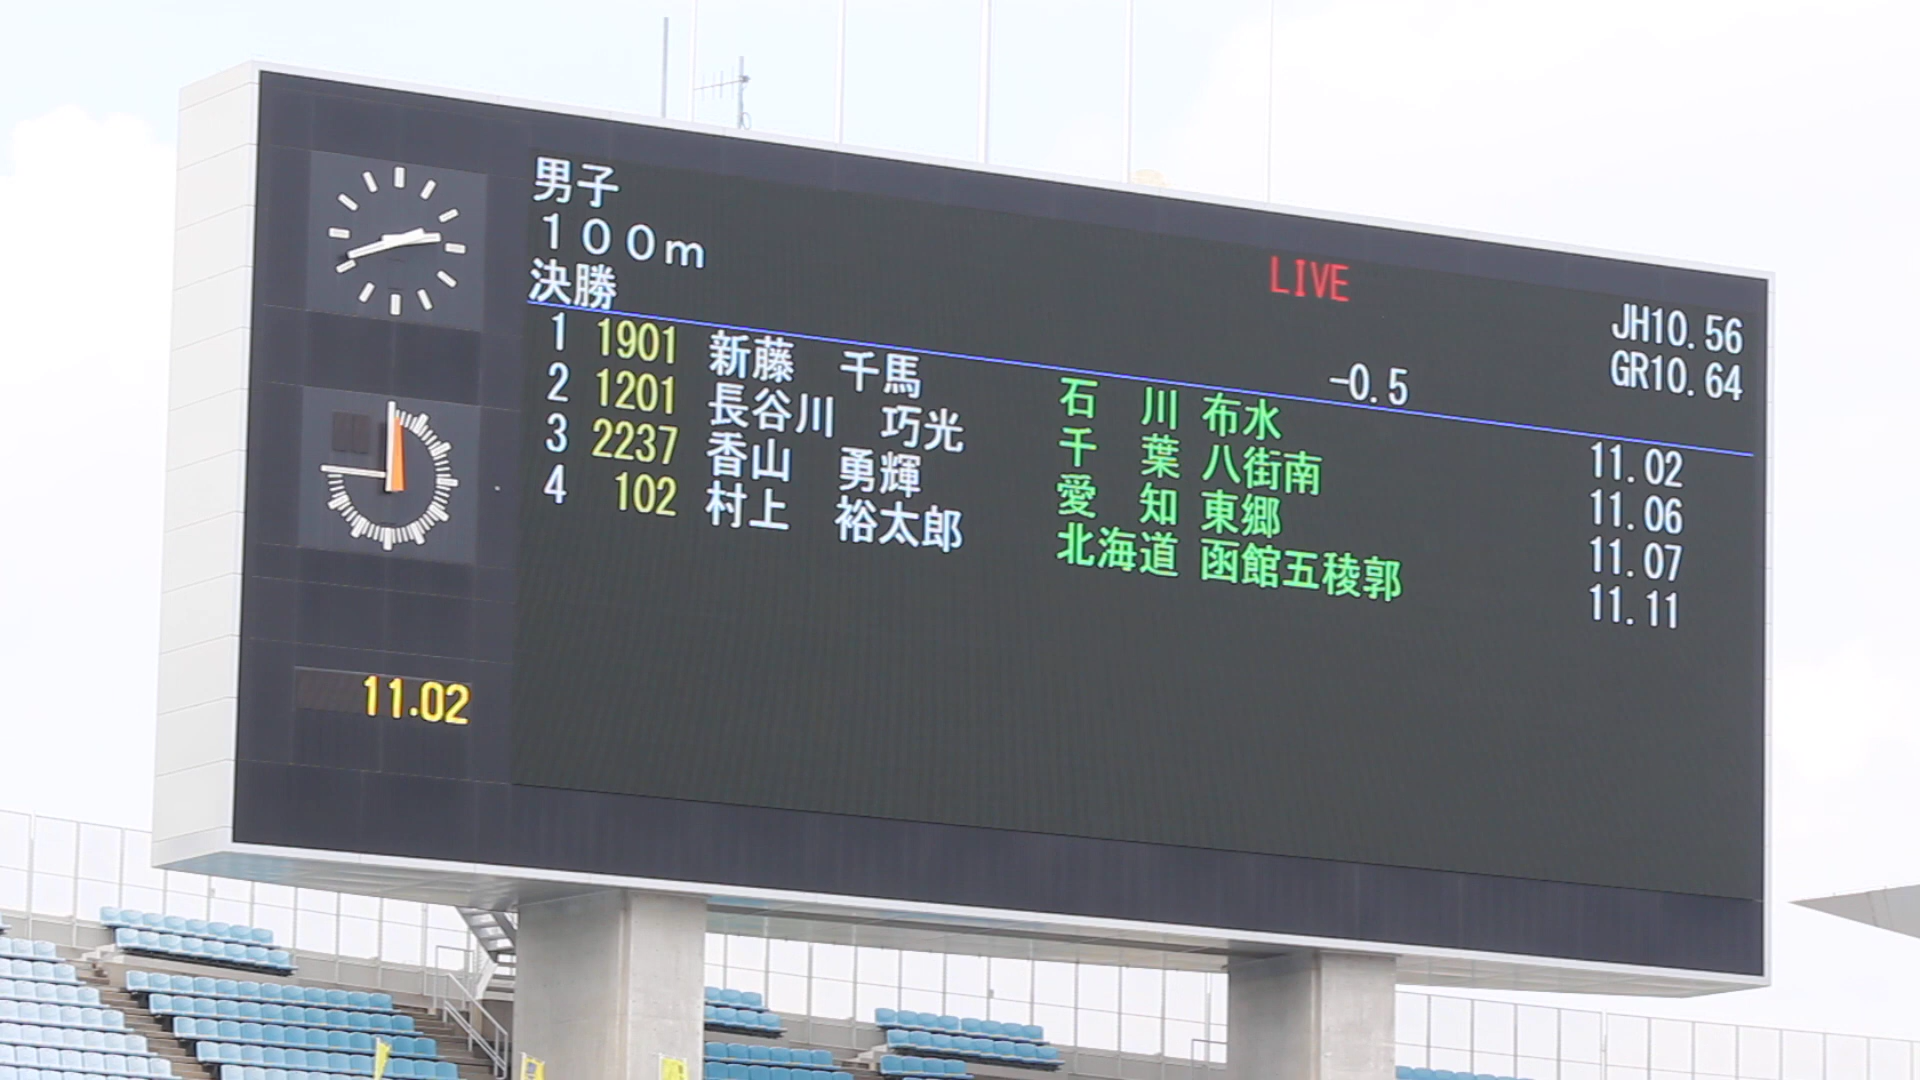 男子
100m
決勝
LIVE
JH10.56
GR10.64
-0.5
1 1901 新藤 千馬 石 川 布水 11.02
2 1201 長谷川 巧光 千 葉 八街南 11.06
3 2237 香山 勇輝 愛 知 東郷 11.07
4 102 村上 裕太郎 北海道 函館五稜郭 11.11
11.02